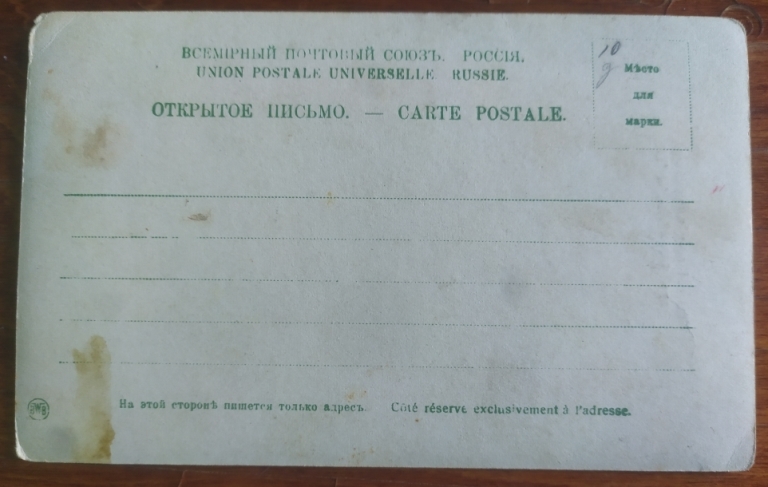 ВСЕМІРНЫЙ ПОЧТОВЫЙ СОЮЗЪ. РОССІЯ.
UNION POSTALE UNIVERSELLE RUSSIE.
ОТКРЫТОЕ ПИСЬМО. — CARTE POSTALE.
10
Мѣсто
для
марки.
На этой сторонѣ пишется только адресъ. Côté réservé exclusivement à l'adresse.